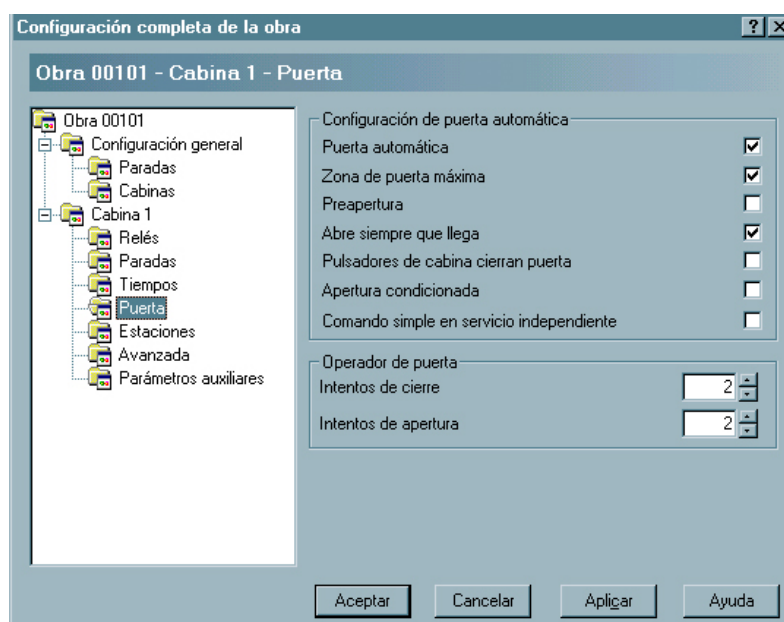 Configuración completa de la obra
Obra 00101 - Cabina 1 - Puerta
Obra 00101
Configuración general
Paradas
Cabinas
Cabina 1
Relés
Paradas
Tiempos
Puerta
Estaciones
Avanzada
Parámetros auxiliares
Configuración de puerta automática
Puerta automática
Zona de puerta máxima
Preapertura
Abre siempre que llega
Pulsadores de cabina cierran puerta
Apertura condicionada
Comando simple en servicio independiente
Operador de puerta
Intentos de cierre 2
Intentos de apertura 2
Aceptar Cancelar Aplicar Ayuda